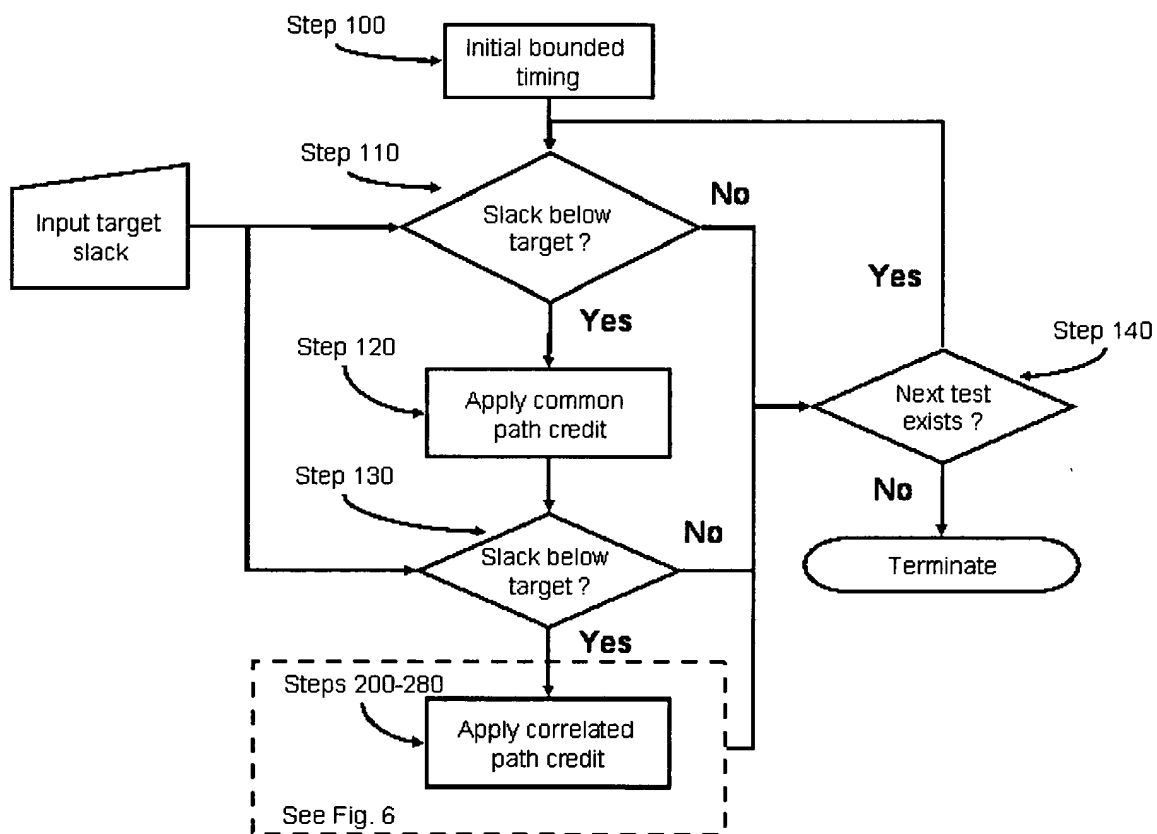 Step 100
Initial bounded
timing
Step 110
Input target
slack
Slack below
target ?
No
Yes
Yes
Step 120
Step 140
Apply common
path credit
Next test
exists ?
Step 130
No
No
Slack below
target ?
Terminate
Yes
Steps 200-280
Apply correlated
path credit
See Fig. 6